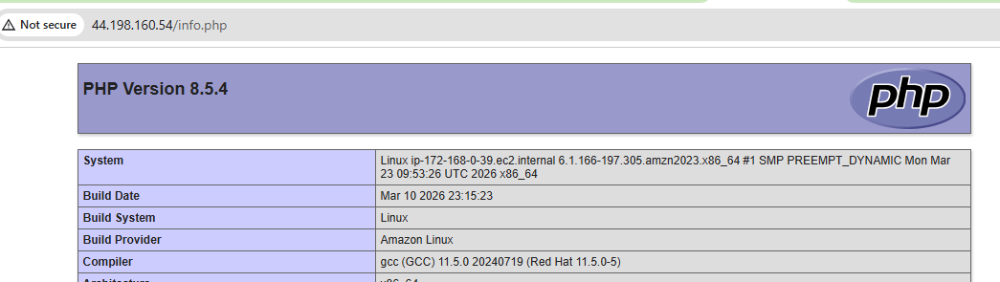 Not secure 44.198.160.54/info.php
PHP Version 8.5.4
php
System Linux ip-172-168-0-39.ec2.internal 6.1.166-197.305.amzn2023.x86_64 #1 SMP PREEMPT_DYNAMIC Mon Mar
23 09:53:26 UTC 2026 x86_64
Build Date Mar 10 2026 23:15:23
Build System Linux
Build Provider Amazon Linux
Compiler gcc (GCC) 11.5.0 20240719 (Red Hat 11.5.0-5)
Architecture x86_64